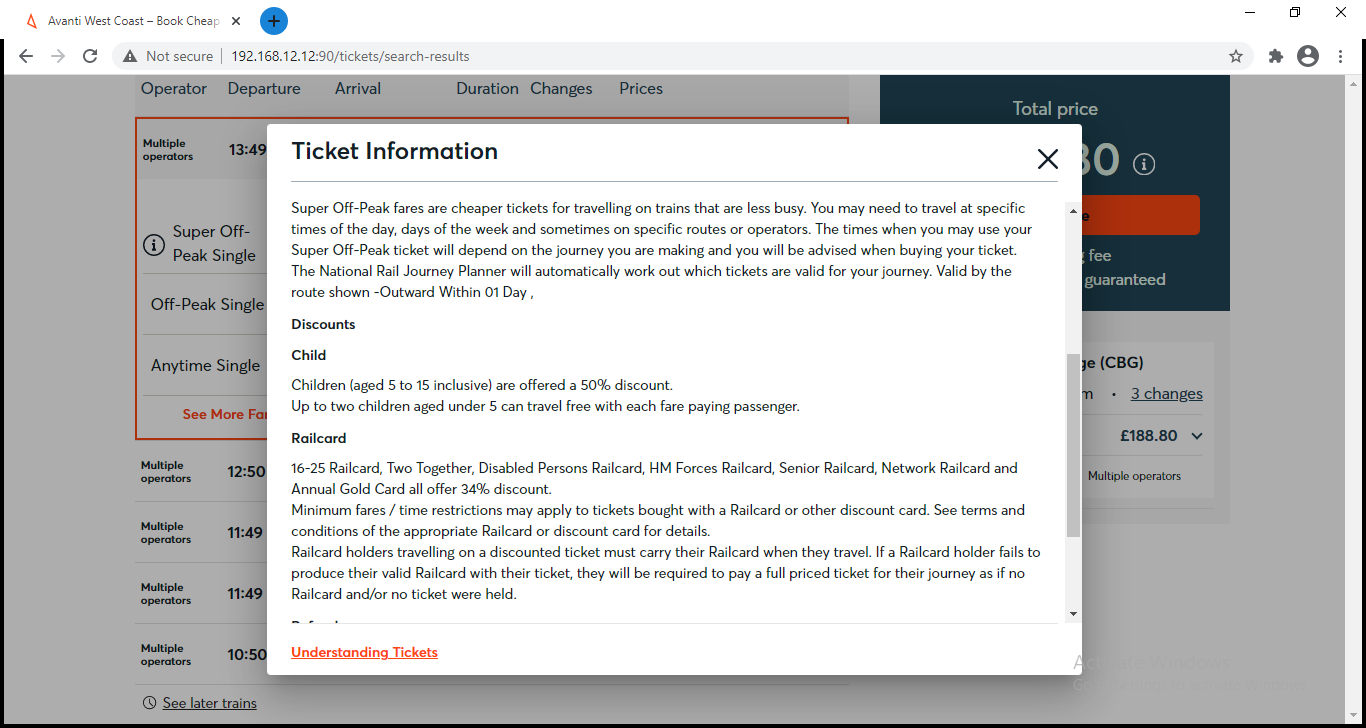 Avanti West Coast – Book Cheap
Not secure
192.168.12.12:90/tickets/search-results
Operator Departure Arrival Duration Changes Prices
Total price
Multiple operators 13:49
30
Ticket Information
Super Off-Peak fares are cheaper tickets for travelling on trains that are less busy. You may need to travel at specific
times of the day, days of the week and sometimes on specific routes or operators. The times when you may use your
Super Off-Peak ticket will depend on the journey you are making and you will be advised when buying your ticket.
The National Rail Journey Planner will automatically work out which tickets are valid for your journey. Valid by the
route shown -Outward Within 01 Day ,
Discounts
Child
Children (aged 5 to 15 inclusive) are offered a 50% discount.
Up to two children aged under 5 can travel free with each fare paying passenger.
Railcard
16-25 Railcard, Two Together, Disabled Persons Railcard, HM Forces Railcard, Senior Railcard, Network Railcard and
Annual Gold Card all offer 34% discount.
Minimum fares / time restrictions may apply to tickets bought with a Railcard or other discount card. See terms and
conditions of the appropriate Railcard or discount card for details.
Railcard holders travelling on a discounted ticket must carry their Railcard when they travel. If a Railcard holder fails to
produce their valid Railcard with their ticket, they will be required to pay a full priced ticket for their journey as if no
Railcard and/or no ticket were held.
Understanding Tickets
Super Off-
Peak Single
Off-Peak Single
Anytime Single
See More
Multiple operators 12:50
Multiple operators 11:49
Multiple operators 11:49
Multiple operators 10:50
See later trains
fee
guaranteed
(CBG)
3 changes
£188.80
Multiple operators